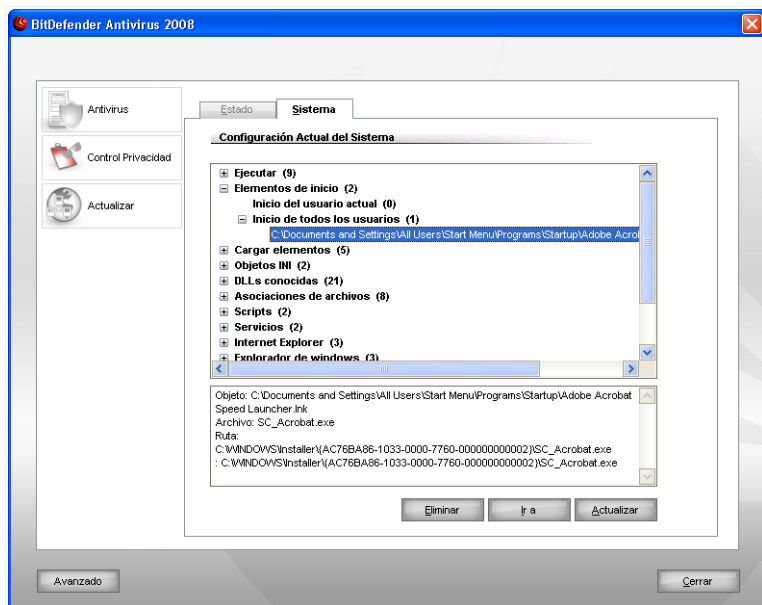 BitDefender Antivirus 2008
Antivirus
Control Privacidad
Actualizar
Estado
Sistema
Configuración Actual del Sistema
Ejecutar (9)
Elementos de inicio (2)
Inicio del usuario actual (0)
Inicio de todos los usuarios (1)
C:\Documents and Settings\All Users\Start Menu\Programs\Startup\Adobe Acrol
Cargar elementos (5)
Objetos INI (2)
DLLs conocidas (21)
Asociaciones de archivos (8)
Scripts (2)
Servicios (2)
Internet Explorer (3)
Explorador de windows (3)
Objeto: C:\Documents and Settings\All Users\Start Menu\Programs\Startup\Adobe Acrobat
Speed Launcher.lnk
Archivo: SC_Acrobat.exe
Ruta:
C:\WINDOWS\Installer\{AC76BA86-1033-0000-7760-000000000002}\SC_Acrobat.exe
: C:\WINDOWS\Installer\{AC76BA86-1033-0000-7760-000000000002}\SC_Acrobat.exe
Eliminar
Ir a
Actualizar
Avanzado
Cerrar